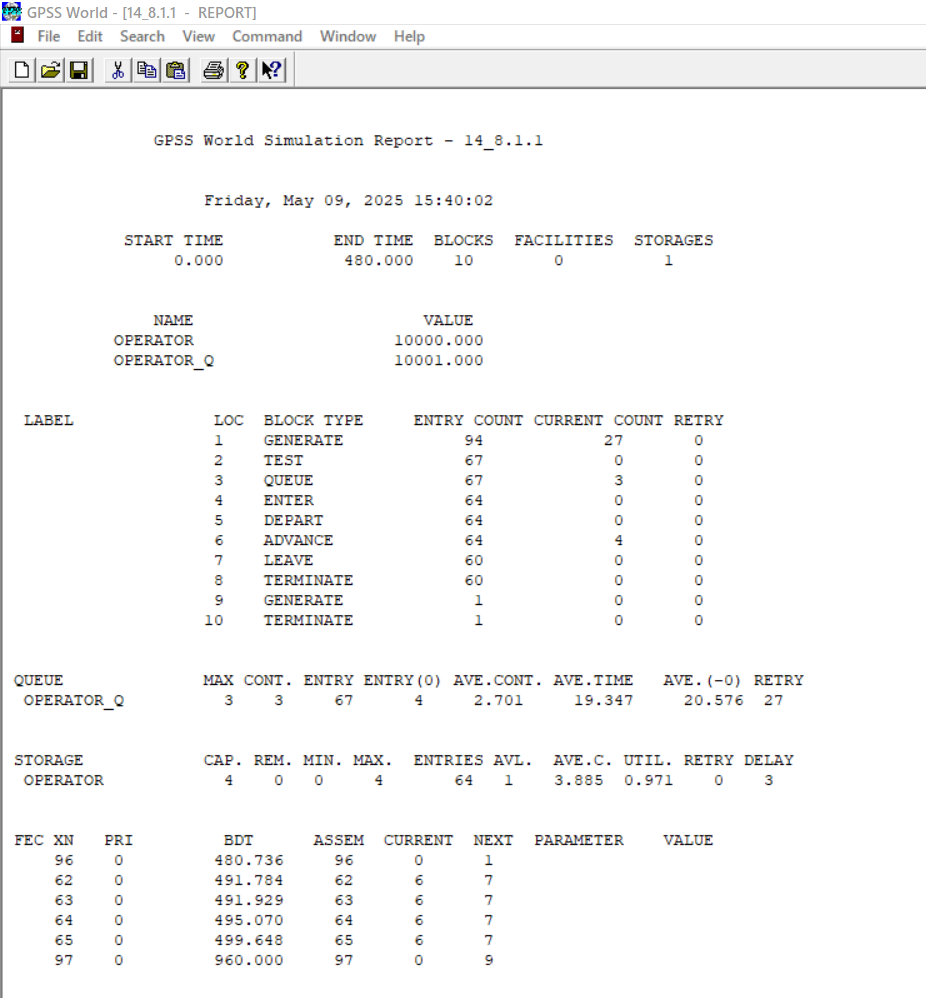 GPSS World - [14_8.1.1 - REPORT]
File Edit Search View Command Window Help
GPSS World Simulation Report - 14_8.1.1
Friday, May 09, 2025 15:40:02
START TIME END TIME BLOCKS FACILITIES STORAGES
0.000 480.000 10 0 1
NAME VALUE
OPERATOR 10000.000
OPERATOR_Q 10001.000
LABEL LOC BLOCK TYPE ENTRY COUNT CURRENT COUNT RETRY
1 GENERATE 94 27 0
2 TEST 67 0 0
3 QUEUE 67 3 0
4 ENTER 64 0 0
5 DEPART 64 0 0
6 ADVANCE 64 4 0
7 LEAVE 60 0 0
8 TERMINATE 60 0 0
9 GENERATE 1 0 0
10 TERMINATE 1 0 0
QUEUE MAX CONT. ENTRY ENTRY(0) AVE.CONT. AVE.TIME AVE.(-0) RETRY
OPERATOR_Q 3 3 67 4 2.701 19.347 20.576 27
STORAGE CAP. REM. MIN. MAX. ENTRIES AVL. AVE.C. UTIL. RETRY DELAY
OPERATOR 4 0 0 4 64 1 3.885 0.971 0 3
FEC XN PRI BDT ASSEM CURRENT NEXT PARAMETER VALUE
96 0 480.736 96 0 1
62 0 491.784 62 6 7
63 0 491.929 63 6 7
64 0 495.070 64 6 7
65 0 499.648 65 6 7
97 0 960.000 97 0 9